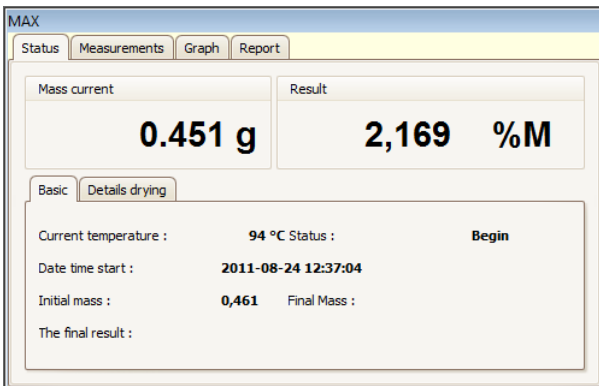 MAX
Status Measurements Graph Report
Mass current Result
0.451 g 2,169 %M
Basic Details drying
Current temperature : 94 °C Status : Begin
Date time start : 2011-08-24 12:37:04
Initial mass : 0,461 Final Mass :
The final result :